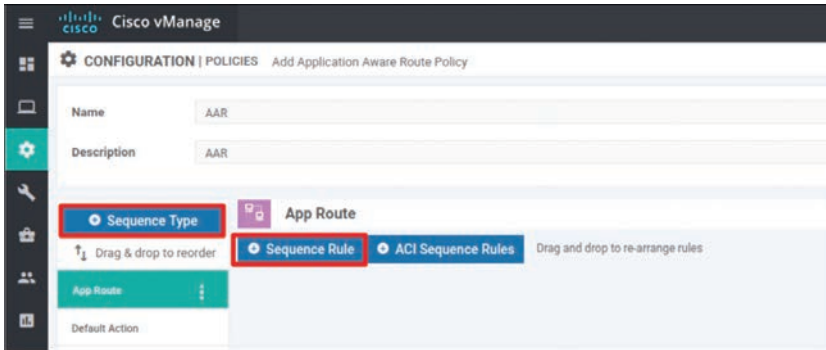 cisco Cisco vManage
CONFIGURATION | POLICIES Add Application Aware Route Policy
Name AAR
Description AAR
Sequence Type
App Route
Drag & drop to reorder
Sequence Rule
ACI Sequence Rules
Drag and drop to re-arrange rules
App Route
Default Action